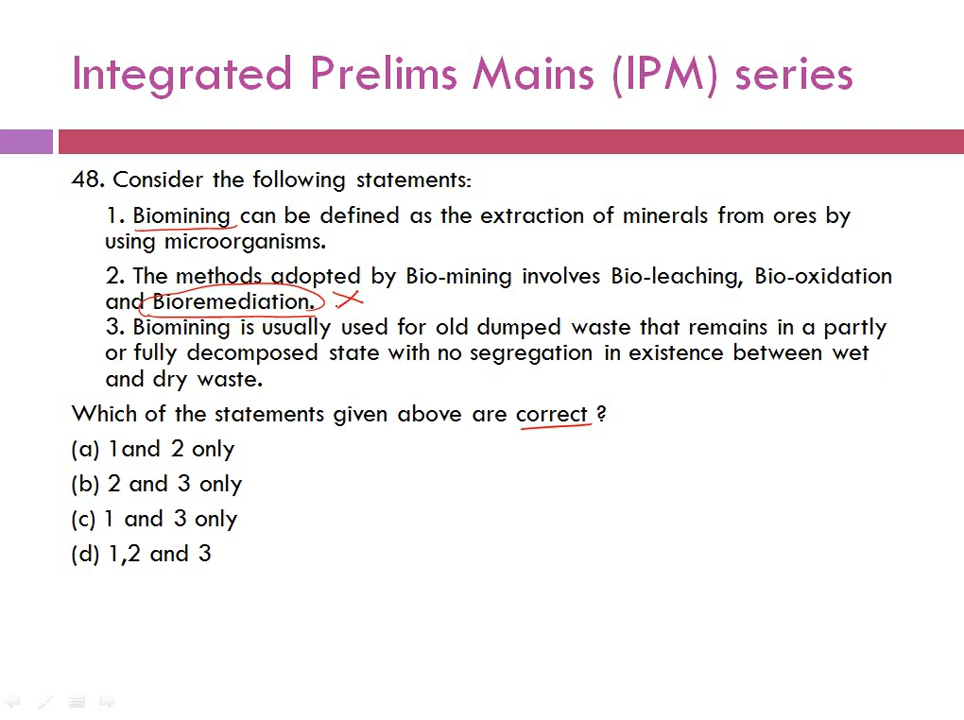 Integrated Prelims Mains (IPM) series
48. Consider the following statements:
1. Biomining can be defined as the extraction of minerals from ores by
using microorganisms.
2. The methods adopted by Bio-mining involves Bio-leaching, Bio-oxidation
and Bioremediation.
3. Biomining is usually used for old dumped waste that remains in a partly
or fully decomposed state with no segregation in existence between wet
and dry waste.
Which of the statements given above are correct ?
(a) 1and 2 only
(b) 2 and 3 only
(c) 1 and 3 only
(d) 1,2 and 3